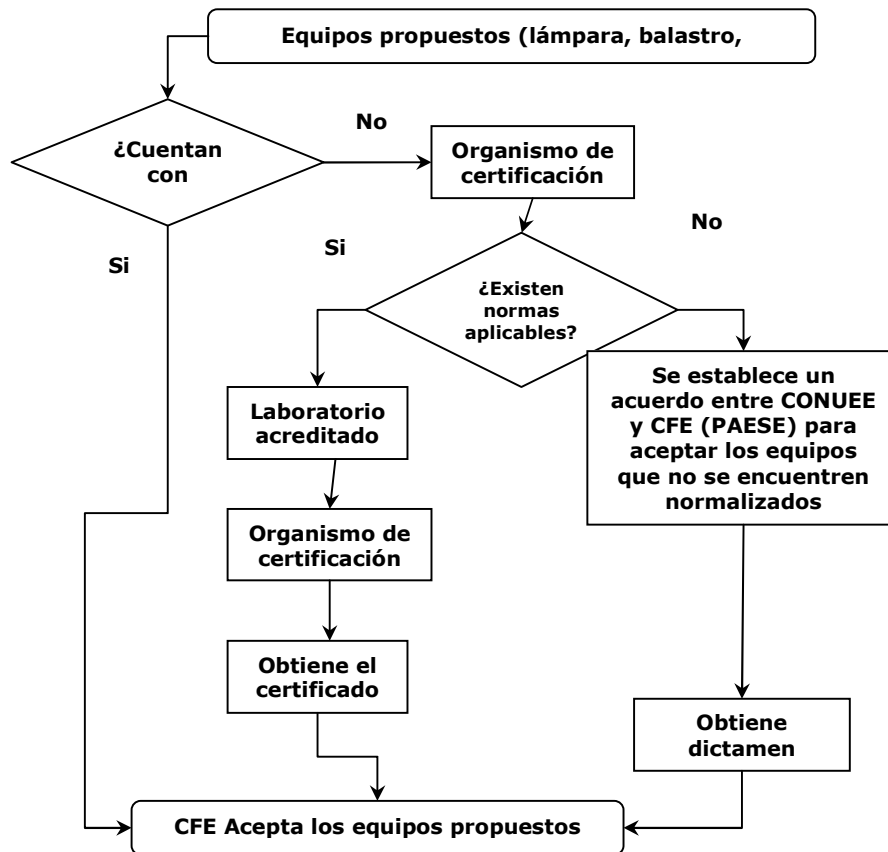 Equipos propuestos (lámpara, balastro,
¿Cuentan
con
No
Organismo de
certificación
Si
Si
No
¿Existen
normas
aplicables?
Laboratorio
acreditado
Se establece un
acuerdo entre CONUEE
y CFE (PAESE) para
aceptar los equipos
que no se encuentren
normalizados
Organismo de
certificación
Obtiene el
certificado
Obtiene
dictamen
CFE Acepta los equipos propuestos